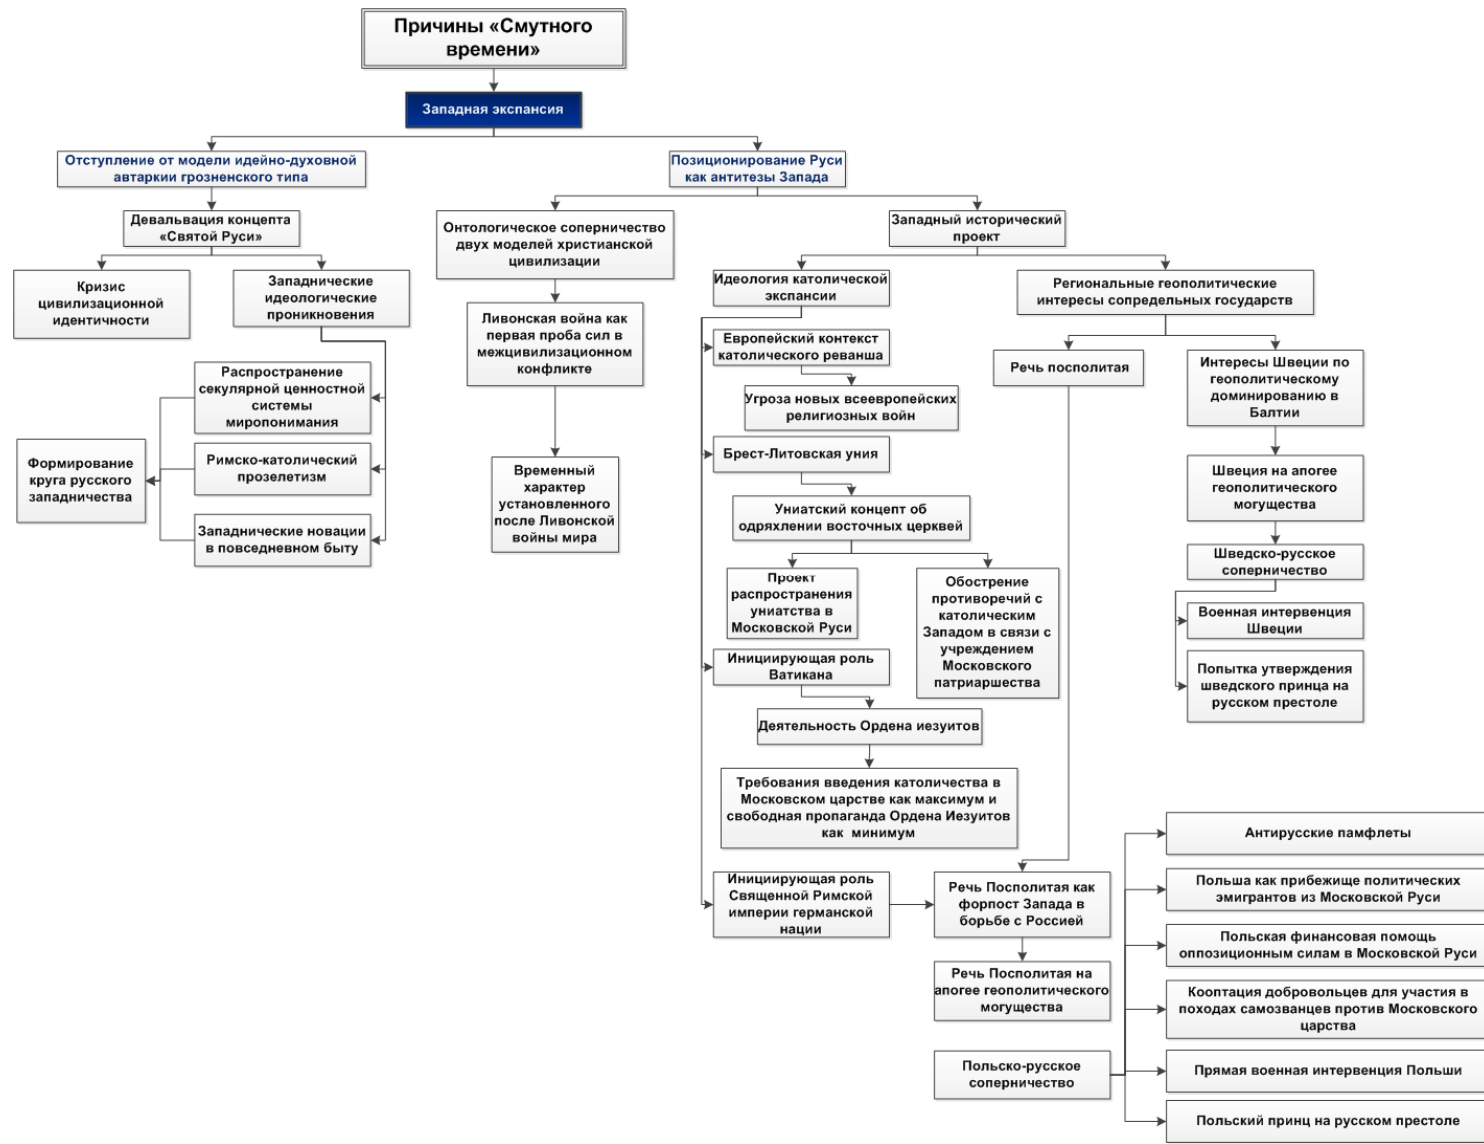 Причины «Смутного
времени»
Западная экспансия
Отступление от модели идейно-духовной
автаркии грозненского типа
Позиционирование Руси
как антитезы Запада
Девальвация концепта
«Святой Руси»
Онтологическое соперничество
двух моделей христианской
цивилизации
Западный исторический
проект
Кризис
цивилизационной
идентичности
Западнические
идеологические
проникновения
Идеология католической
экспансии
Региональные геополитические
интересы сопредельных государств
Ливонская война как
первая проба сил в
межцивилизационном
конфликте
Европейский контекст
католического реванша
Речь посполитая
Интересы Швеции по
геополитическому
доминированию в
Балтии
Распространение
секулярной ценностной
системы
миропонимания
Угроза новых всеевропейских
религиозных войн
Формирование
круга русского
западничества
Римско-католический
прозелетизм
Брест-Литовская уния
Временный
характер
установленного
после Ливонской
войны мира
Швеция на апогее
геополитического
могущества
Западнические новации
в повседневном быту
Униатский концепт об
одряхлении восточных церквей
Шведско-русское
соперничество
Проект
распространения
униатства в
Московской Руси
Обострение
противоречий с
католическим
Западом в связи с
учреждением
Московского
патриаршества
Военная интервенция
Швеции
Инициирующая роль
Ватикана
Попытка утверждения
шведского принца на
русском престоле
Деятельность Ордена иезуитов
Требования введения католичества в
Московском царстве как максимум и
свободная пропаганда Ордена Иезуитов
как минимум
Антирусские памфлеты
Инициирующая роль
Священной Римской
империи германской
нации
Речь Посполитая как
форпост Запада в
борьбе с Россией
Польша как прибежище политических
эмигрантов из Московской Руси
Польская финансовая помощь
оппозиционным силам в Московской Руси
Речь Посполитая на
апогее геополитического
могущества
Кооптация добровольцев для участия в
походах самозванцев против Московского
царства
Польско-русское
соперничество
Прямая военная интервенция Польши
Польский принц на русском престоле